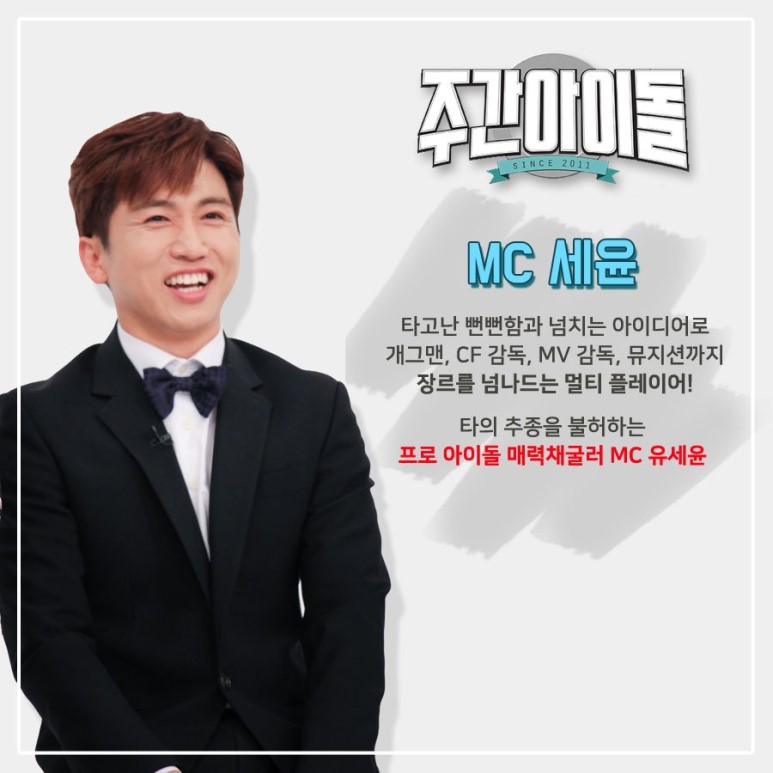 주간아이돌
SINCE 2011
MC 세윤
타고난 뻔뻔함과 넘치는 아이디어로
개그맨, CF 감독, MV 감독, 뮤지션까지
장르를 넘나드는 멀티 플레이어!
타의 추종을 불허하는
프로 아이돌 매력채굴러 MC 유세윤